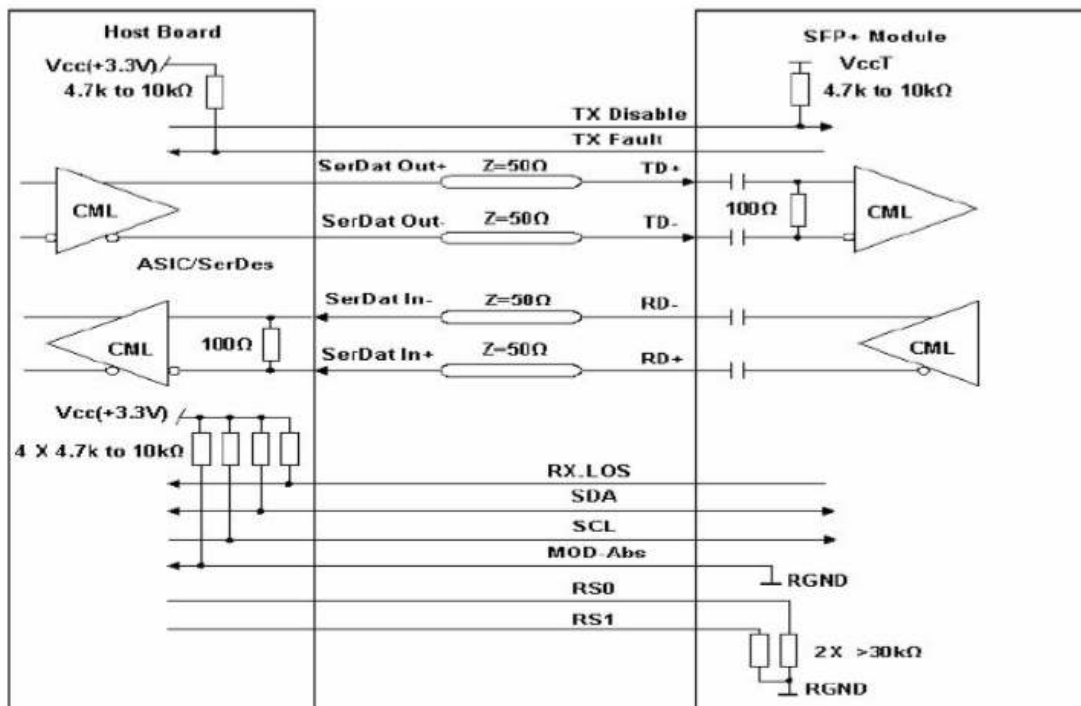 Host Board
SFP+ Module
Vcc(+3.3V)
4.7k to 10kΩ
VccT
4.7k to 10kΩ
TX Disable
TX Fault
SerDat Out+
Z=50Ω
TD+
CML
100Ω
CML
SerDat Out-
Z=50Ω
TD-
ASIC/SerDes
SerDat In-
Z=50Ω
RD-
CML
100Ω
SerDat In+
Z=50Ω
RD+
CML
Vcc(+3.3V)
4 X 4.7k to 10kΩ
RX.LOS
SDA
SCL
MOD-Abs
RGND
RS0
RS1
2X >30kΩ
RGND